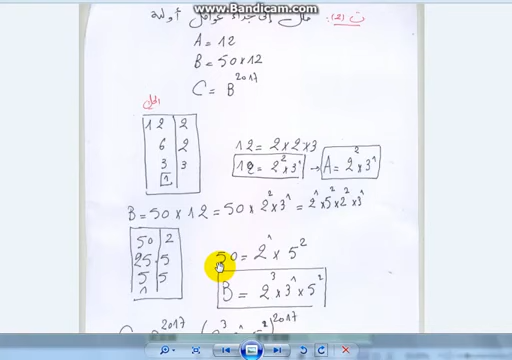 www.Bandicam.com
ت (2): حلل إلى جداء عوامل أولية
A = 12
B = 50 × 12
C = B^2017
الحل
12 | 2
6 | 2
3 | 3
1
12 = 2 × 2 × 3
12 = 2^2 × 3^1 → A = 2^2 × 3^1
B = 50 × 12 = 50 × 2^2 × 3^1 = 2^1 × 5^2 × 2^2 × 3^1
50 | 2
25 | 5
5 | 5
1
50 = 2^1 × 5^2
B = 2^3 × 3^1 × 5^2